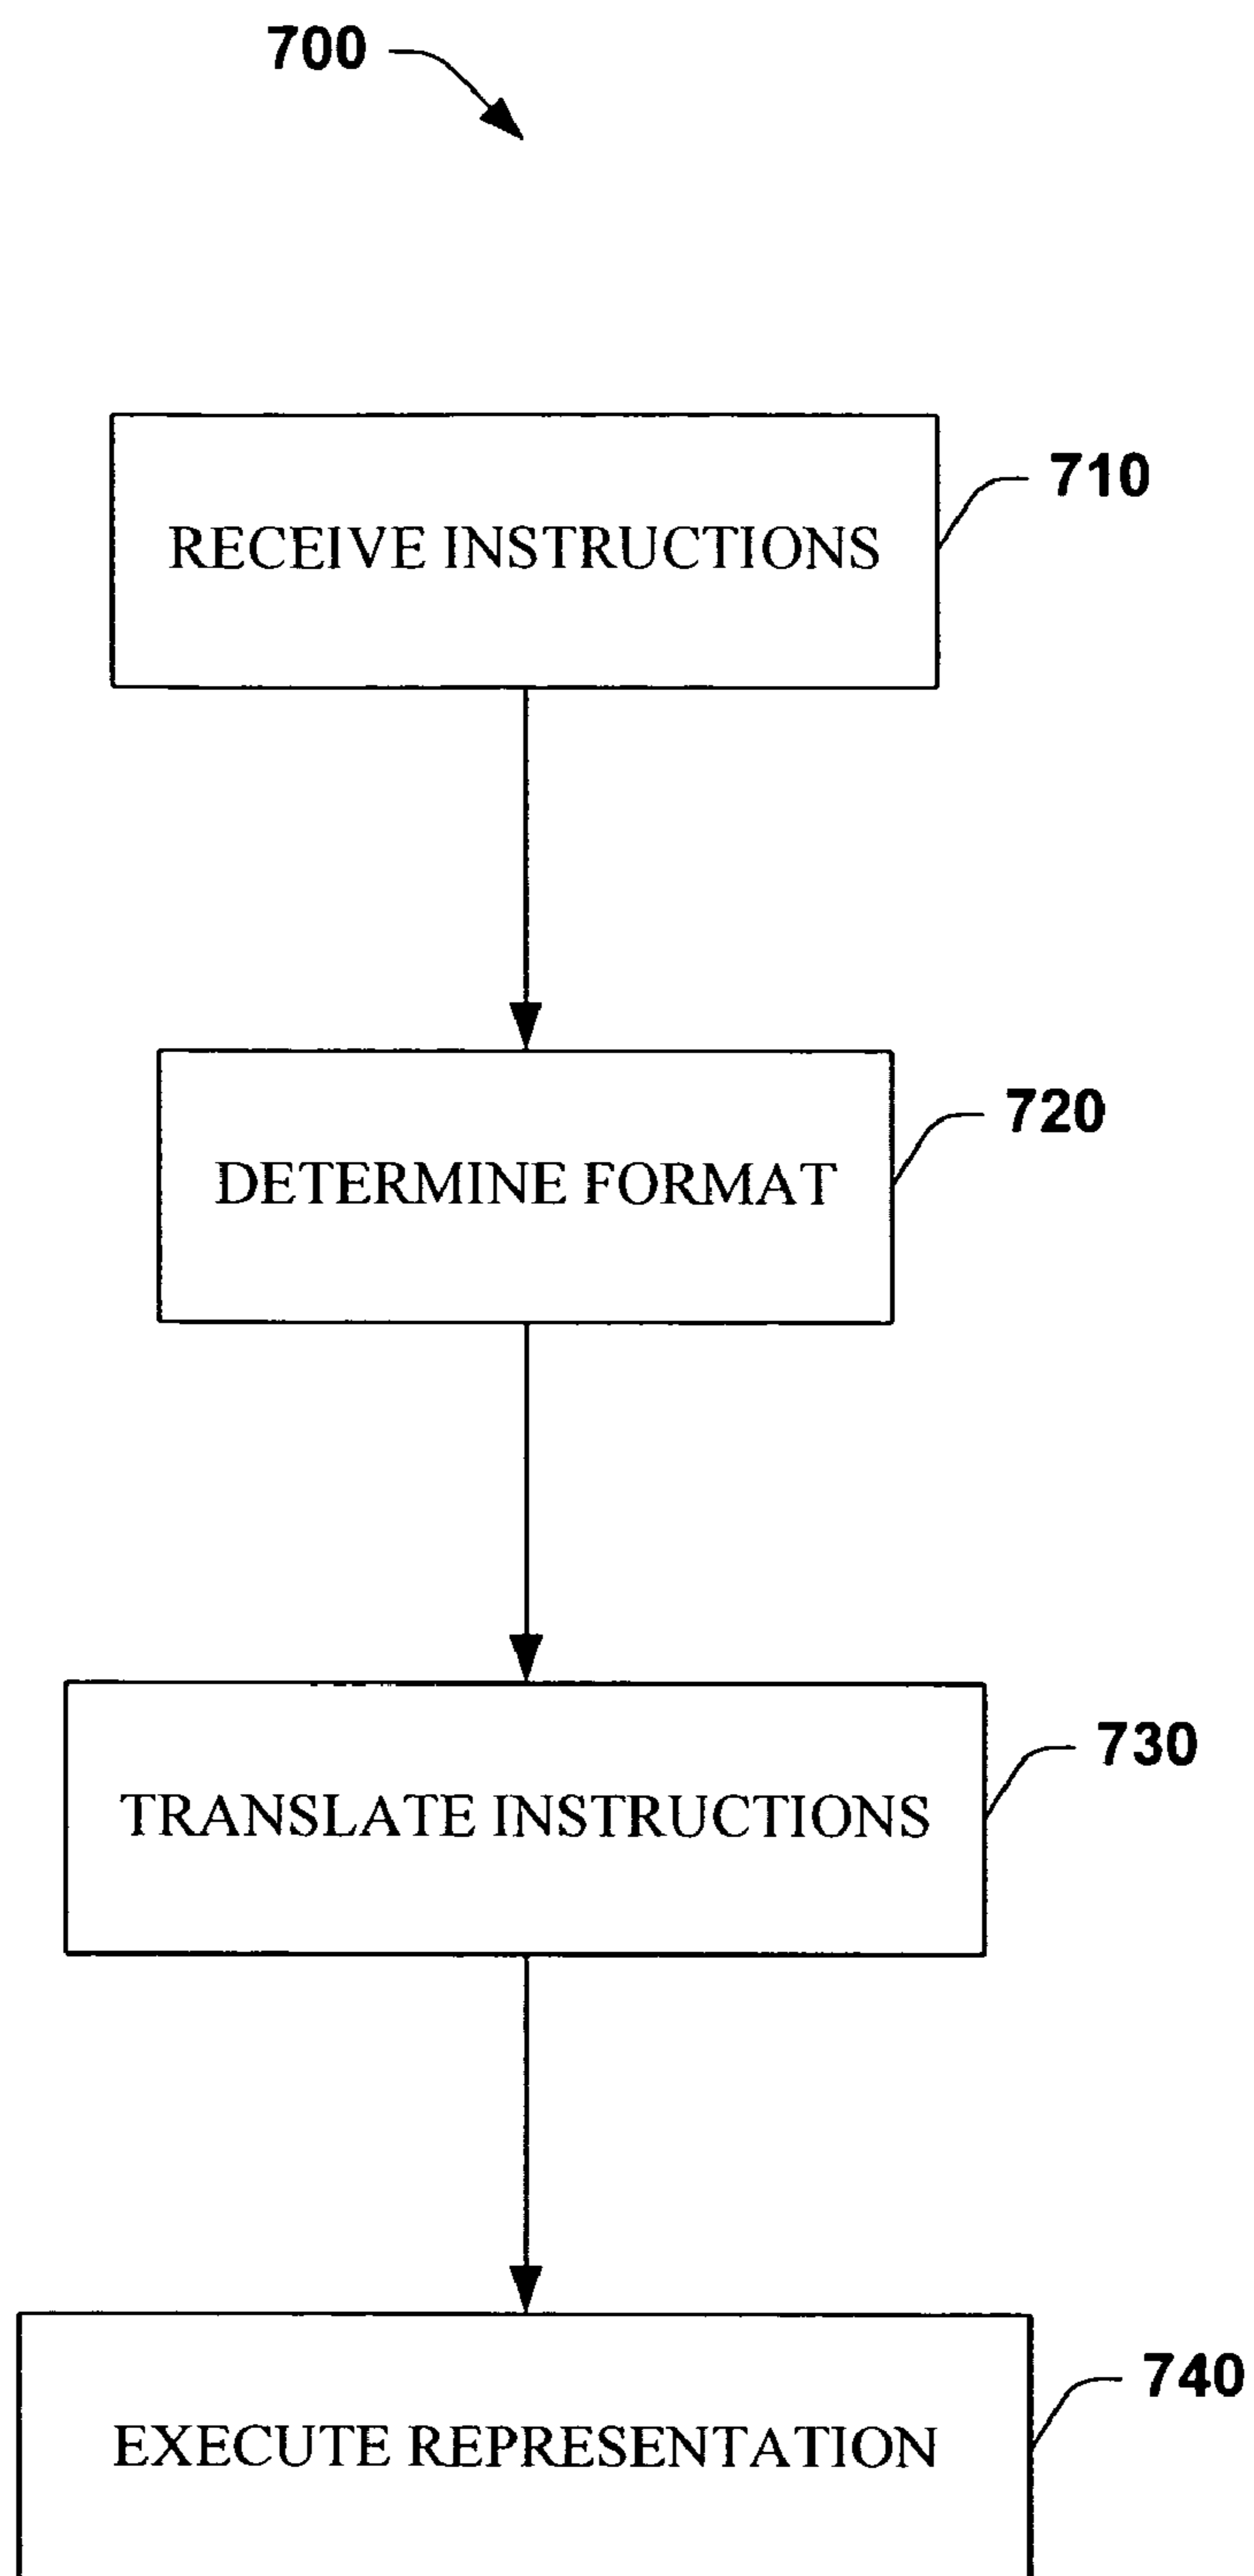 700
RECEIVE INSTRUCTIONS
710
DETERMINE FORMAT
720
TRANSLATE INSTRUCTIONS
730
EXECUTE REPRESENTATION
740